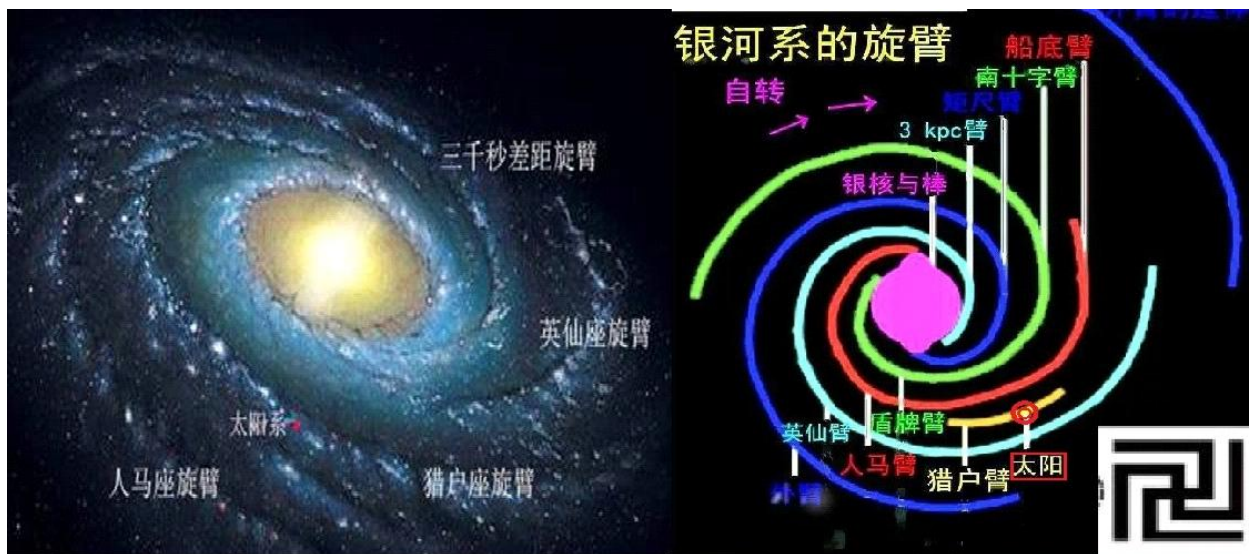 三千秒差距旋臂
英仙座旋臂
太阳系
人马座旋臂
猎户座旋臂
银河系的旋臂
船底臂
南十字臂
自转
矩尺臂
3 kpc臂
银核与棒
英仙臂
盾牌臂
人马臂
猎户臂
太阳
外臂